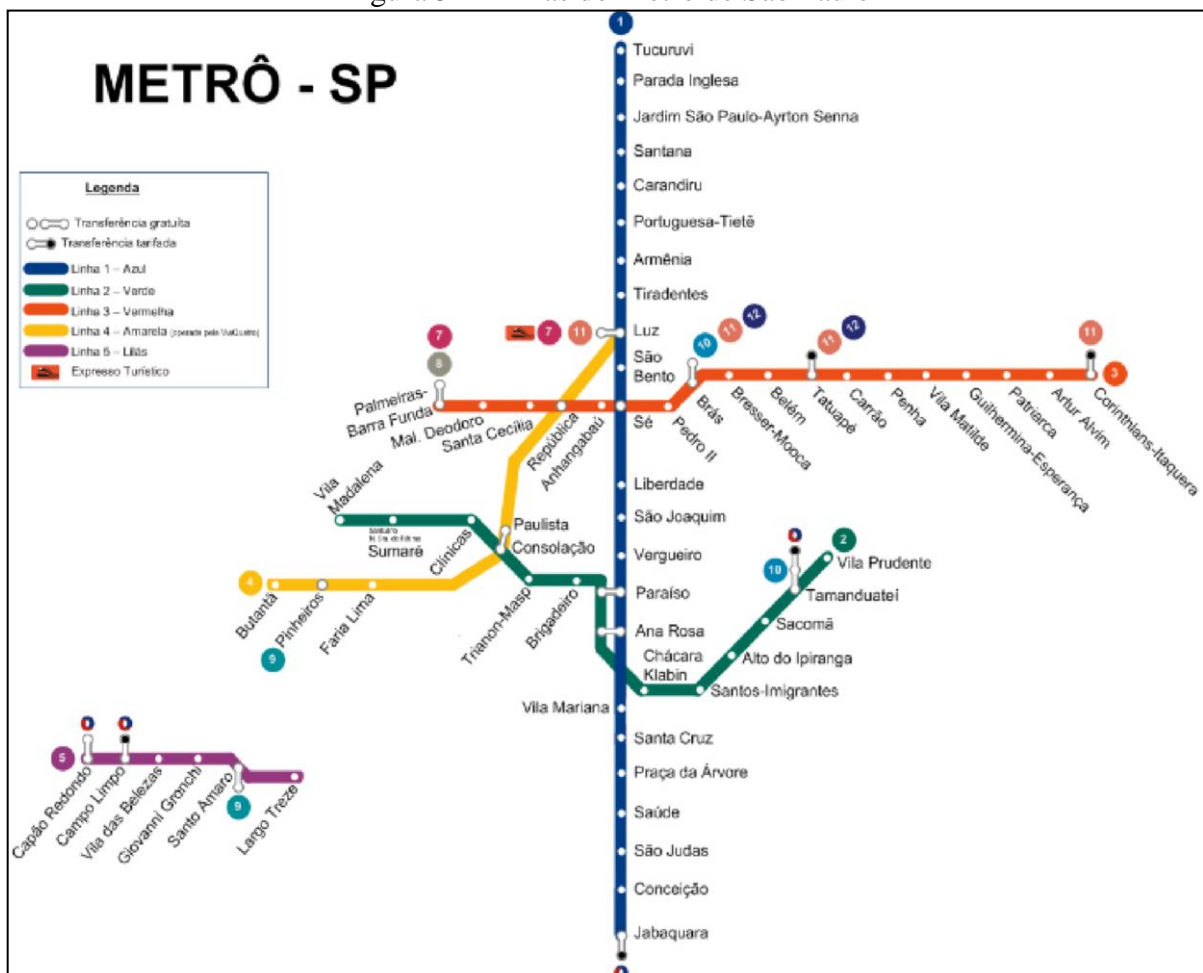 METRÔ - SP
Legenda
Transferência gratuita
Transferência tarifada
Linha 1 – Azul
Linha 2 – Verde
Linha 3 – Vermelha
Linha 4 – Amarela (operada pela ViaQuatro)
Linha 5 – Lilás
Expresso Turístico
1
Tucuruvi
Parada Inglesa
Jardim São Paulo-Ayrton Senna
Santana
Carandiru
Portuguesa-Tietê
Armênia
Tiradentes
7
11
Luz
São
Bento
Sé
Liberdade
São Joaquim
Vergueiro
Paraíso
Ana Rosa
Vila Mariana
Santa Cruz
Praça da Árvore
Saúde
São Judas
Conceição
Jabaquara
7
8
Palmeiras-
Barra Funda
Mal. Deodoro
Santa Cecília
República
Anhangabaú
Pedro II
10
11
12
Brás
Bresser-Mooca
Belém
11
12
Tatuapé
Carrão
Penha
Vila Matilde
Guilhermina-Esperança
Patriarca
Artur Alvim
11
Corinthians-Itaquera
3
Vila
Madalena
Sumaré
Clínicas
Paulista
Consolação
Trianon-Masp
Brigadeiro
Chácara
Klabin
Santos-Imigrantes
Alto do Ipiranga
Sacomã
10
Tamanduateí
2
Vila Prudente
4
Butantã
Pinheiros
9
Faria Lima
5
Capão Redondo
Campo Limpo
Vila das Belezas
Giovanni Gronchi
Santo Amaro
9
Largo Treze